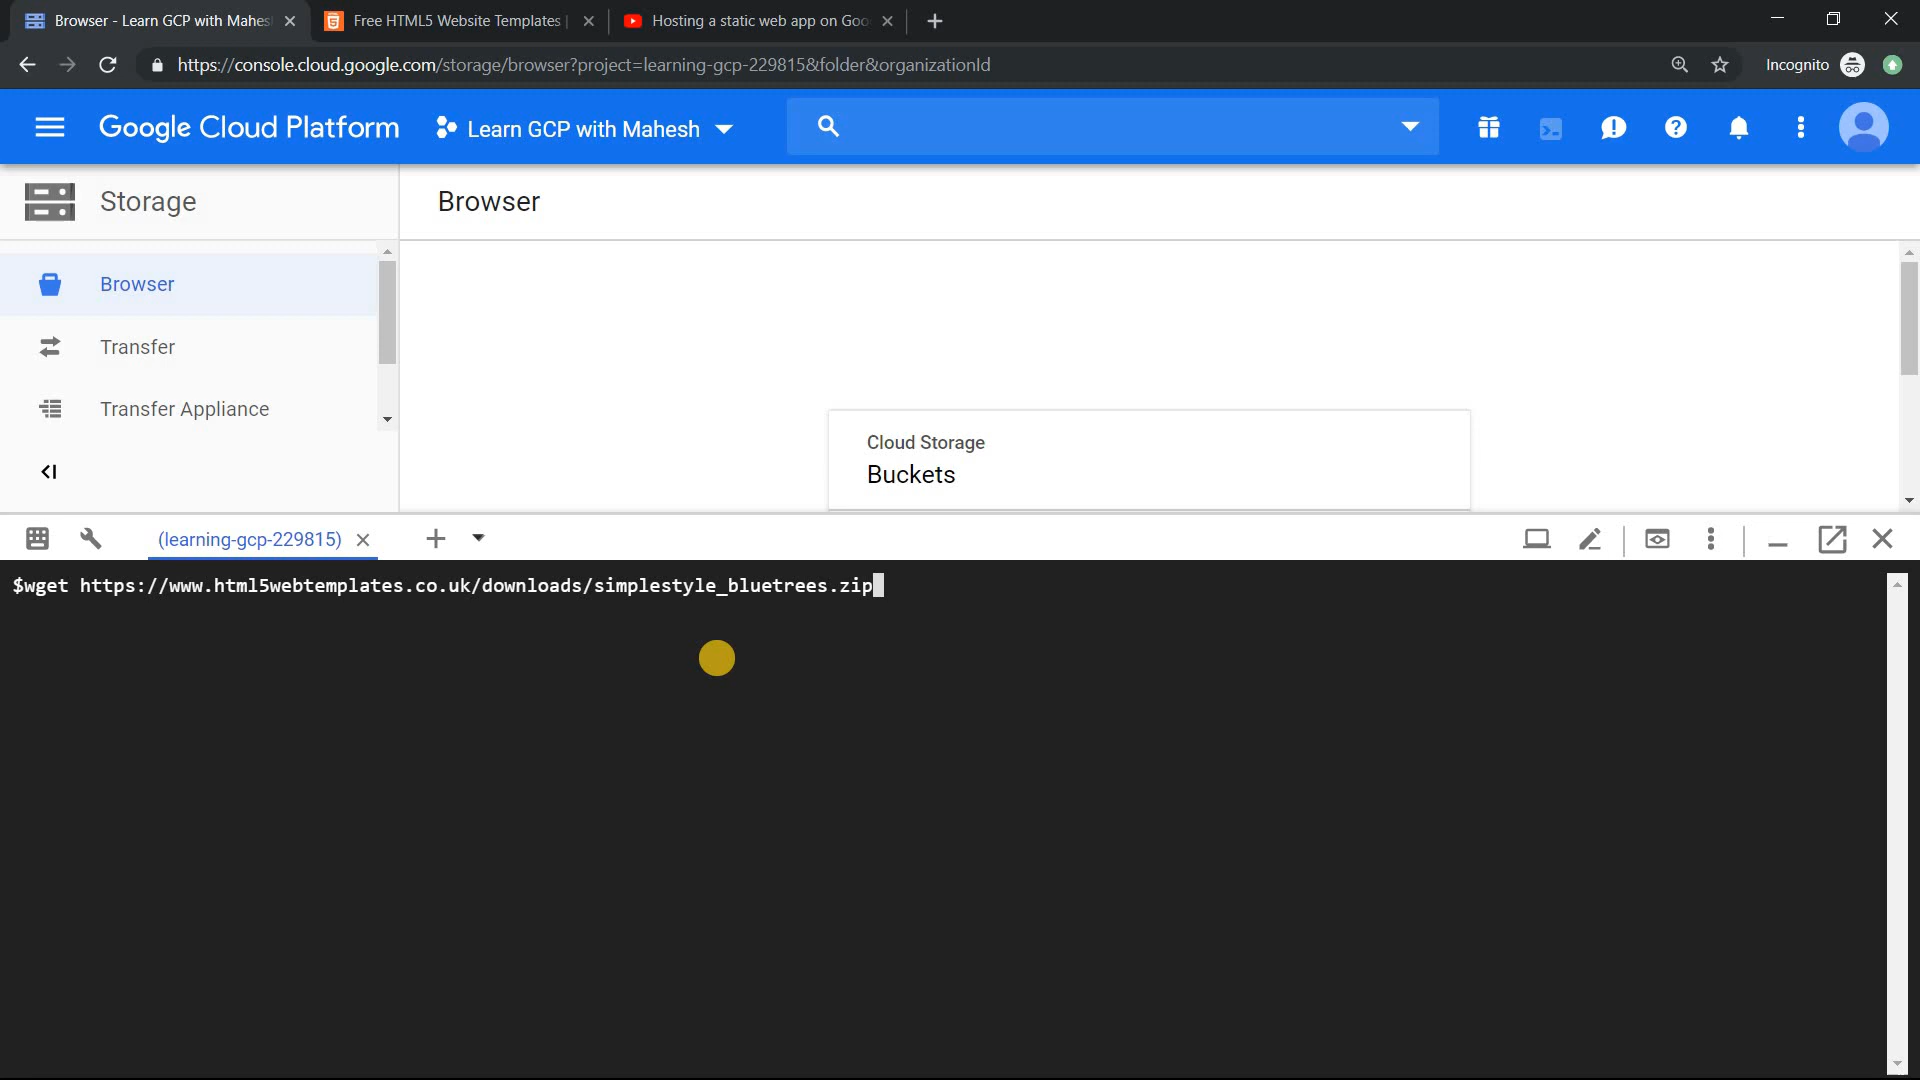 Browser - Learn GCP with Mahes
Free HTML5 Website Templates |
Hosting a static web app on Goo
https://console.cloud.google.com/storage/browser?project=learning-gcp-229815&folder&organizationId
Incognito
Google Cloud Platform
Learn GCP with Mahesh
Storage
Browser
Browser
Transfer
Transfer Appliance
Cloud Storage
Buckets
(learning-gcp-229815)
$wget https://www.html5webtemplates.co.uk/downloads/simplestyle_bluetrees.zip